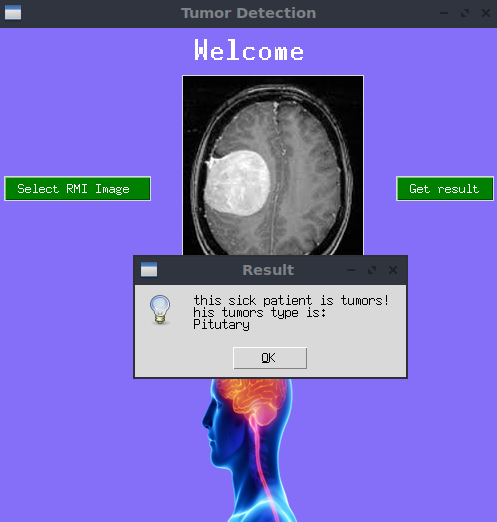 Tumor Detection
Welcome
Select RMI Image
Get result
Result
this sick patient is tumors!
his tumors type is:
Pitutary
OK